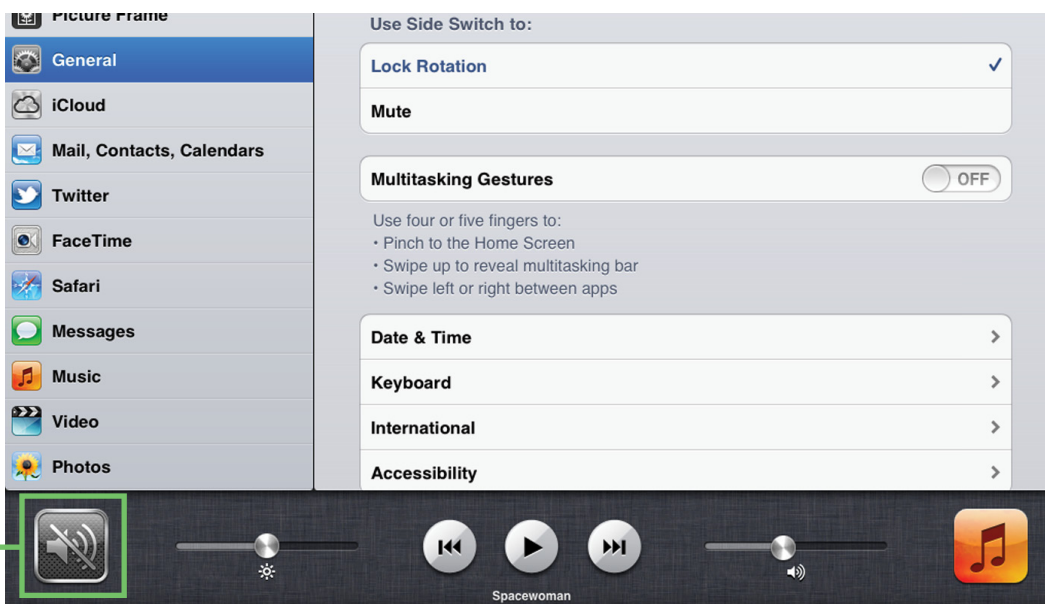 Picture Frame
General
iCloud
Mail, Contacts, Calendars
Twitter
FaceTime
Safari
Messages
Music
Video
Photos
Use Side Switch to:
Lock Rotation
Mute
Multitasking Gestures OFF
Use four or five fingers to:
• Pinch to the Home Screen
• Swipe up to reveal multitasking bar
• Swipe left or right between apps
Date & Time
Keyboard
International
Accessibility
Spacewoman